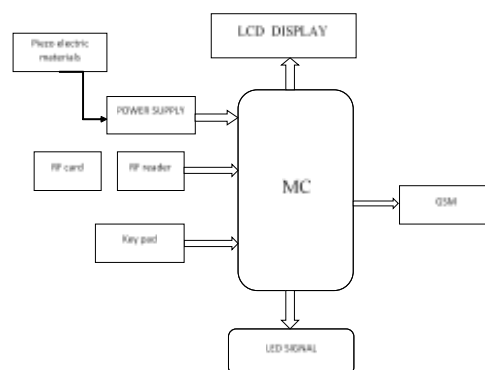 LCD DISPLAY
Piezo electric
materials
POWER SUPPLY
RF card
RF reader
MC
GSM
Key pad
LED SIGNAL